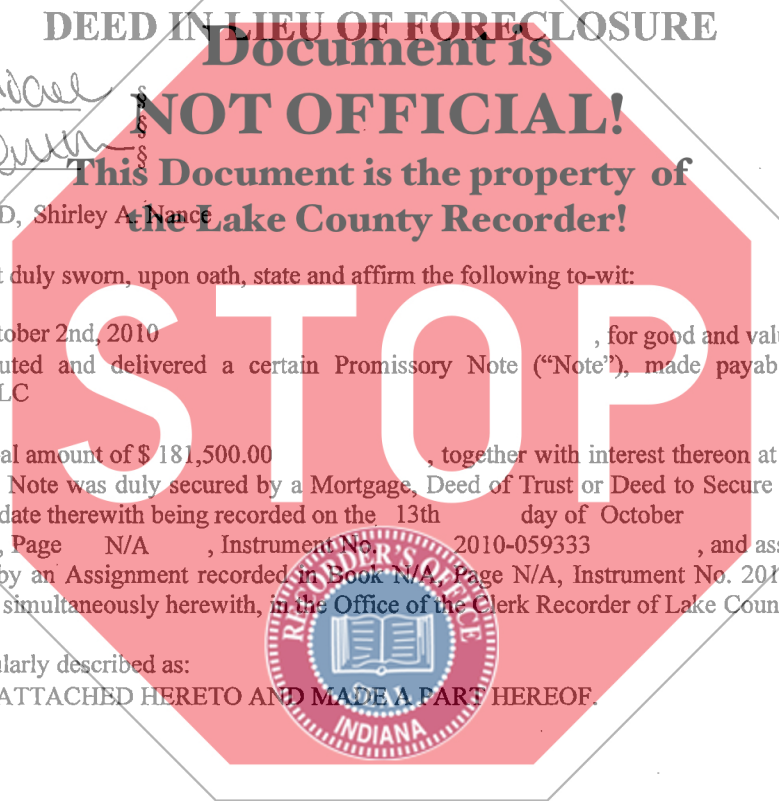 DEED IN LIEU OF FORECLOSURE
Document is
NOT OFFICIAL!
§
§
§
This Document is the property of
the Lake County Recorder!
D, Shirley A. Nance
t duly sworn, upon oath, state and affirm the following to-wit:
tober 2nd, 2010 , for good and valu
uted and delivered a certain Promissory Note (“Note”), made payab
LC
STOP
al amount of $ 181,500.00 , together with interest thereon at
Note was duly secured by a Mortgage, Deed of Trust or Deed to Secure
date therewith being recorded on the 13th day of October
, Page N/A , Instrument No. 2010-059333 , and ass
by an Assignment recorded in Book N/A, Page N/A, Instrument No. 201
simultaneously herewith, in the Office of the Clerk Recorder of Lake Coun
RECORDER'S OFFICE
SEAL
INDIANA
larly described as:
ATTACHED HERETO AND MADE A PART HEREOF.